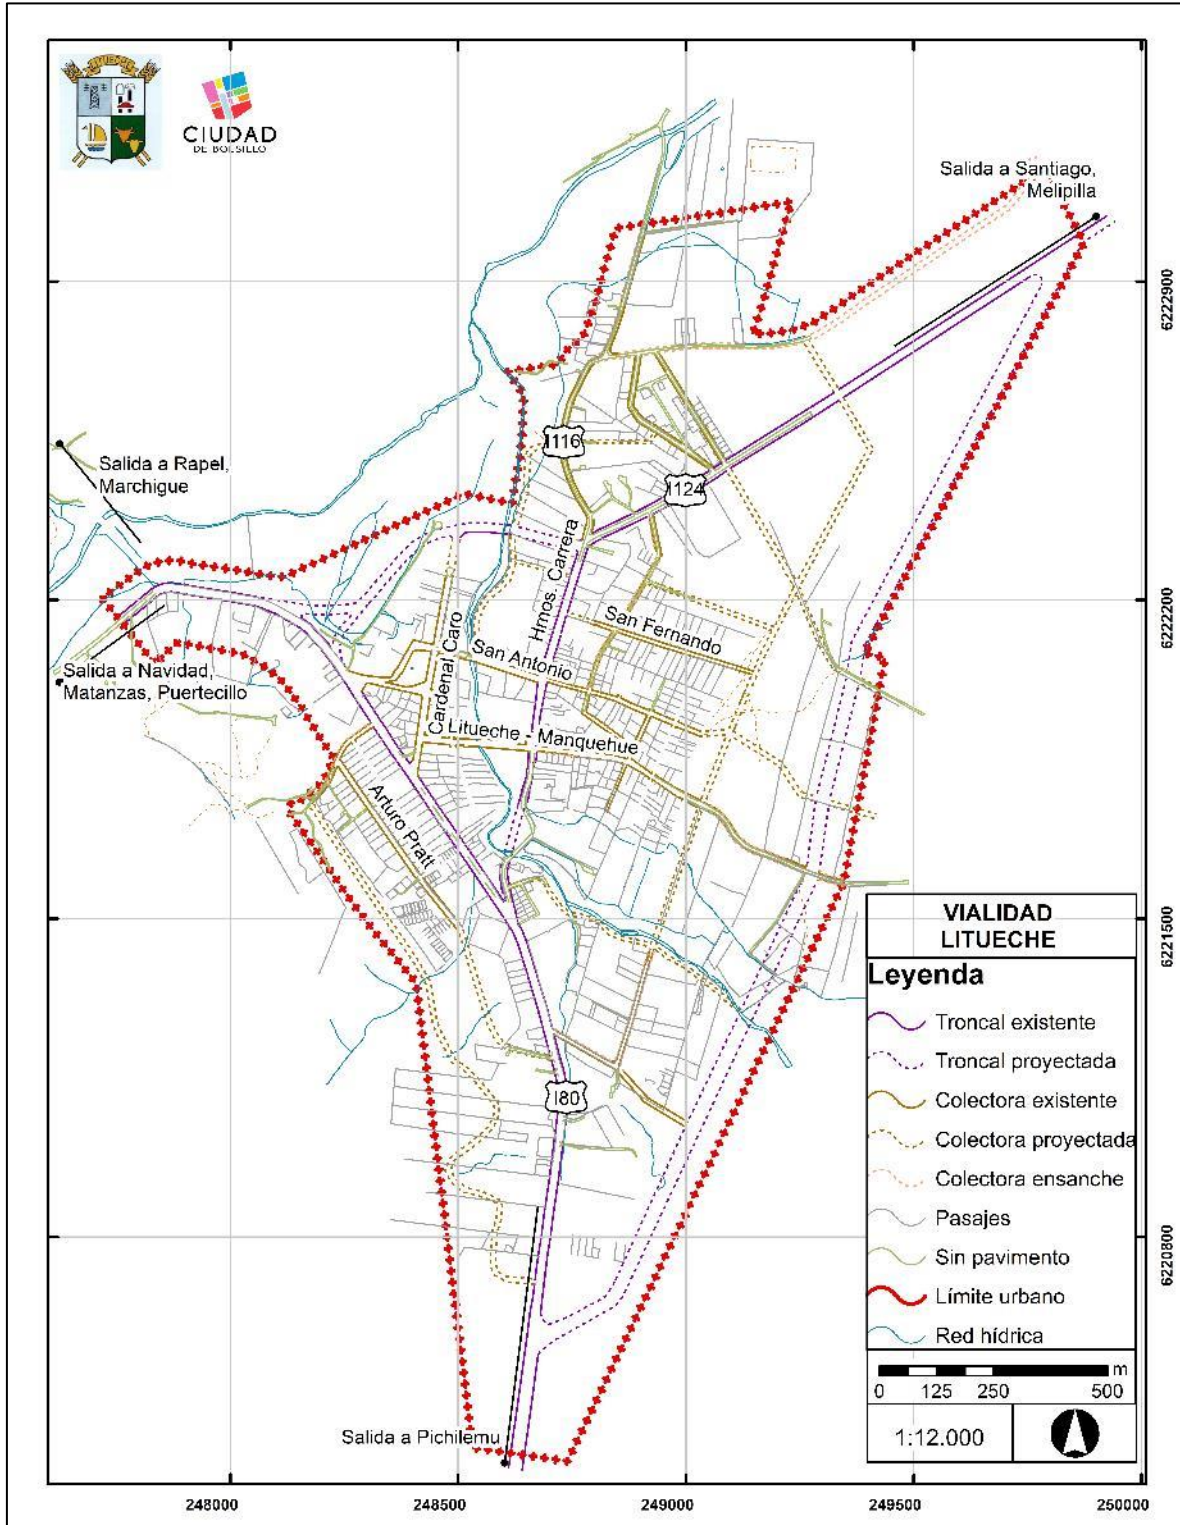 CIUDAD
DE BOLSILLO
Salida a Santiago,
Melipilla
6222900
I116
Salida a Rapel,
Marchigue
I124
Hmos. Carrera
6222200
San Fernando
Cardenal Caro
San Antonio
Salida a Navidad,
Matanzas, Puertecillo
Litueche - Manquehue
Arturo Pratt
6221500
VIALIDAD
LITUECHE
Leyenda
Troncal existente
Troncal proyectada
Colectora existente
Colectora proyectada
Colectora ensanche
Pasajes
Sin pavimento
Límite urbano
Red hídrica
I80
6220800
m
0 125 250 500
1:12.000
Salida a Pichilemu
248000 248500 249000 249500 250000